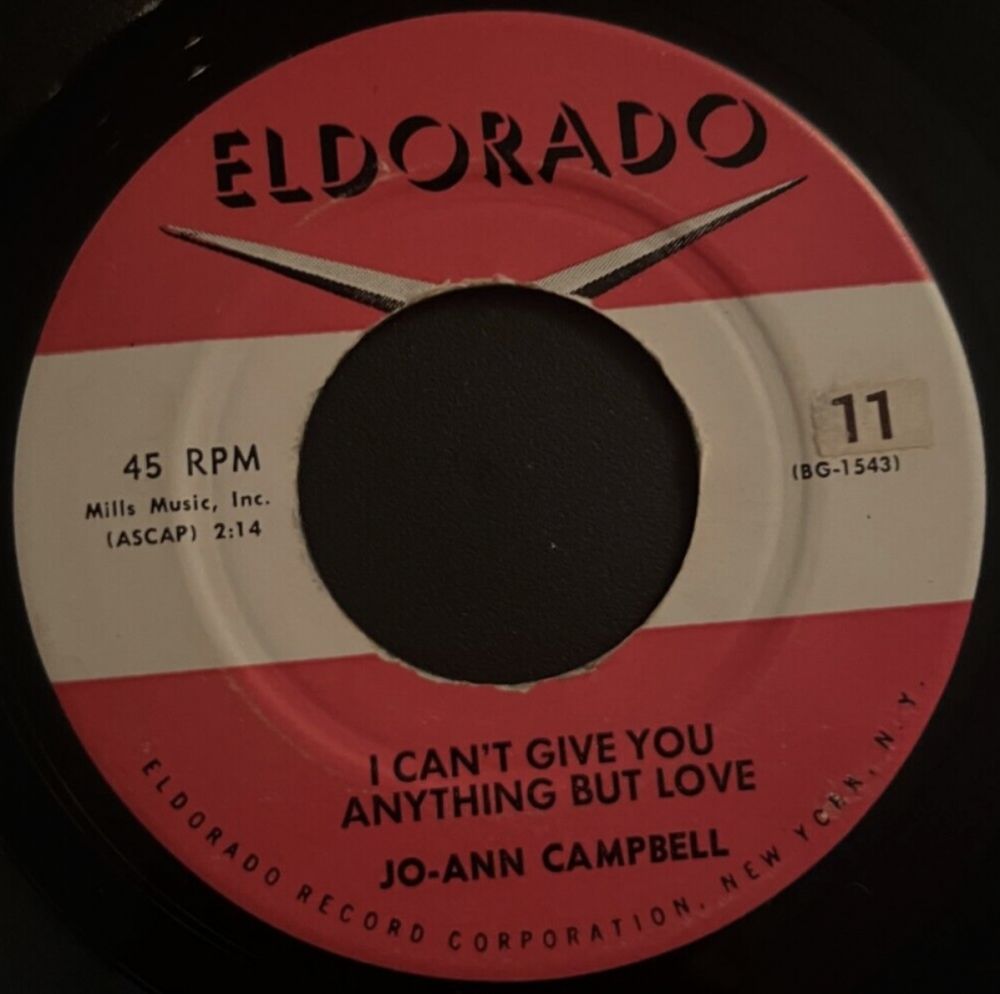 ELDORADO
11
(BG-1543)
45 RPM
Mills Music, Inc.
(ASCAP) 2:14
I CAN'T GIVE YOU
ANYTHING BUT LOVE
JO-ANN CAMPBELL
ELDORADO RECORD CORPORATION, NEW YORK, N.Y.